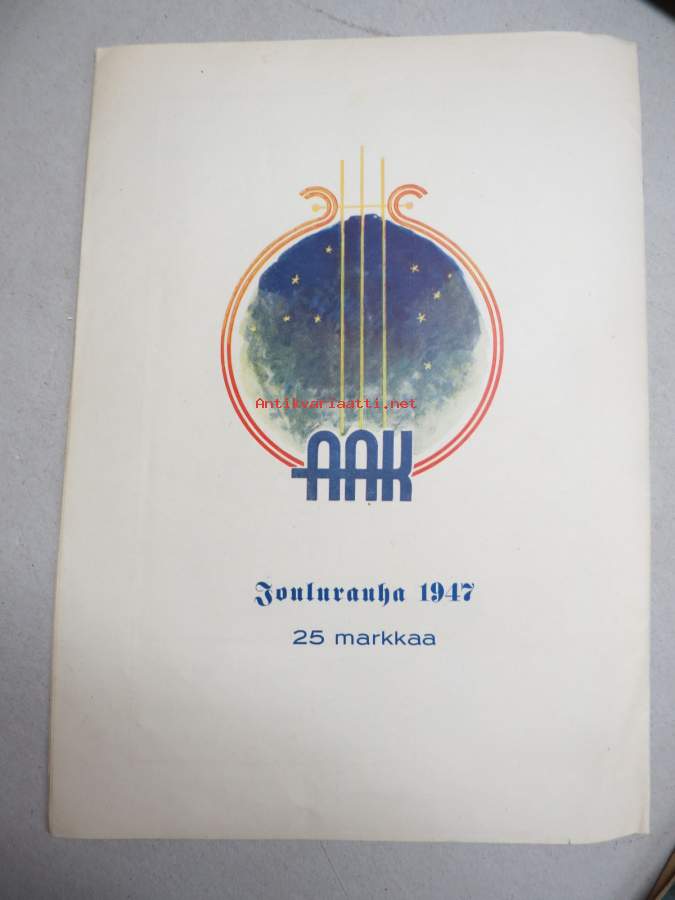 Antikvariaatti.net
AAK
Joulurauha 1947
25 markkaa